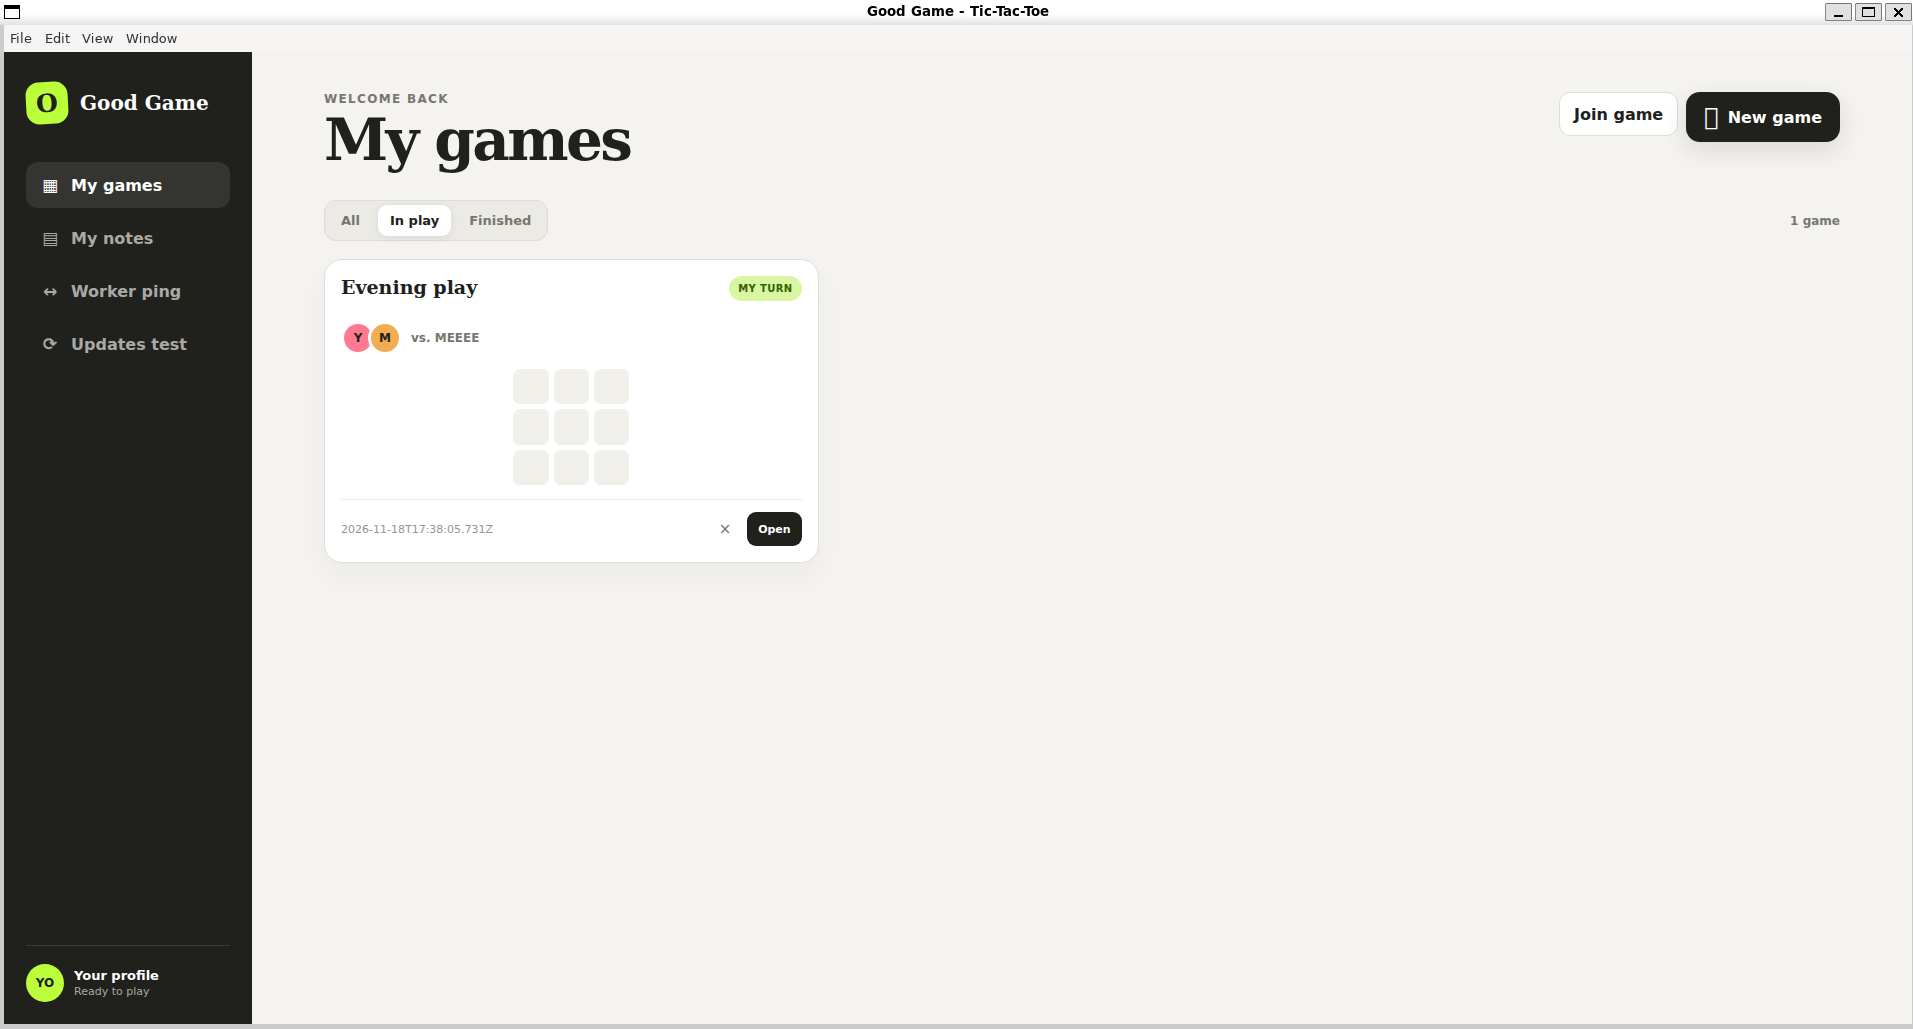 Good Game - Tic-Tac-Toe
File Edit View Window
O Good Game
My games
My notes
Worker ping
Updates test
YO
Your profile
Ready to play
WELCOME BACK
My games
Join game
New game
All In play Finished
1 game
Evening play
MY TURN
Y M vs. MEEEE
2026-11-18T17:38:05.731Z
× Open